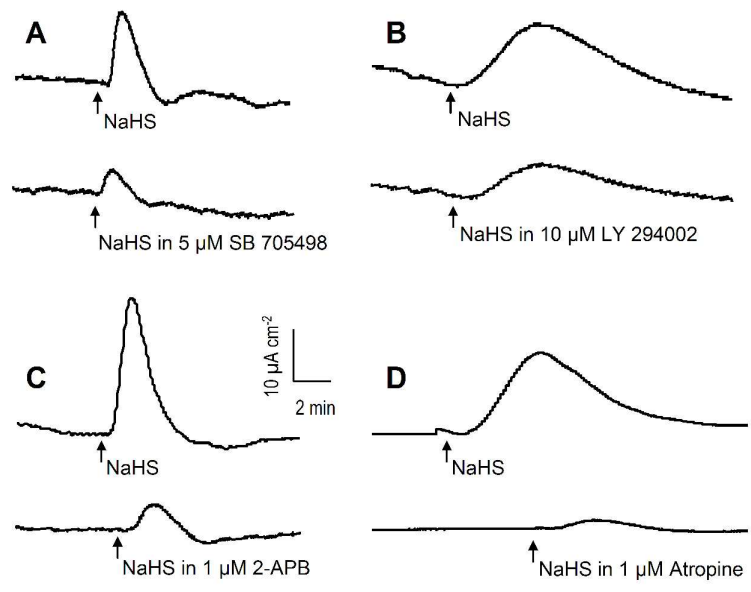 A
B
NaHS
NaHS
NaHS in 5 µM SB 705498
NaHS in 10 µM LY 294002
C
10 µA cm-2
2 min
D
NaHS
NaHS
NaHS in 1 µM 2-APB
NaHS in 1 µM Atropine